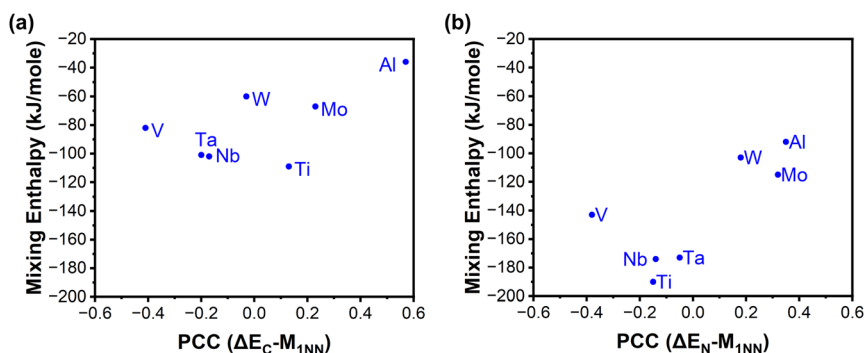 (a)
Mixing Enthalpy (kJ/mole)
−20
−40
−60
−80
−100
−120
−140
−160
−180
−200
Al
W
Mo
V
Ta
Nb
Ti
−0.6 −0.4 −0.2 0.0 0.2 0.4 0.6
PCC (ΔE_C-M_1NN)
(b)
Mixing Enthalpy (kJ/mole)
−20
−40
−60
−80
−100
−120
−140
−160
−180
−200
Al
W
Mo
V
Nb
Ta
Ti
−0.6 −0.4 −0.2 0.0 0.2 0.4 0.6
PCC (ΔE_N-M_1NN)